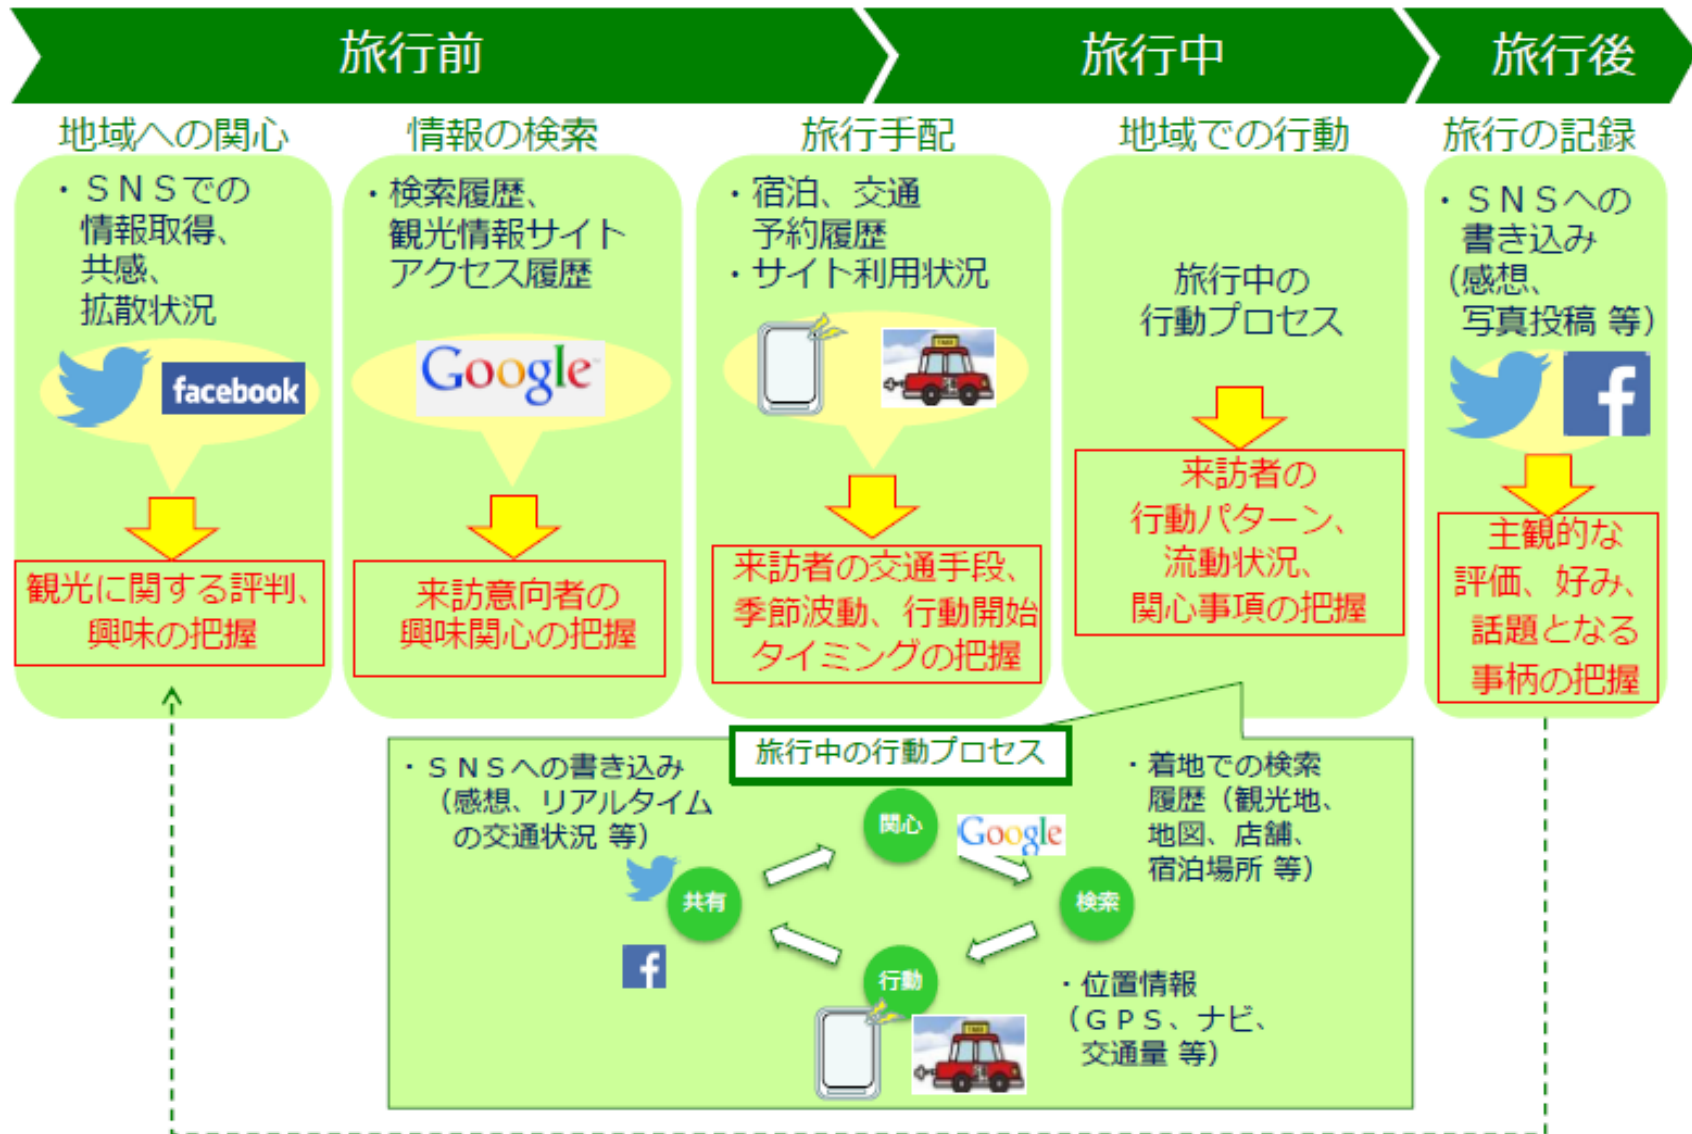 旅行前
旅行中
旅行後
地域への関心
・ＳＮＳでの
情報取得、
共感、
拡散状況
facebook
観光に関する評判、
興味の把握
情報の検索
・検索履歴、
観光情報サイト
アクセス履歴
Google
来訪意向者の
興味関心の把握
旅行手配
・宿泊、交通
予約履歴
・サイト利用状況
来訪者の交通手段、
季節波動、行動開始
タイミングの把握
地域での行動
旅行中の
行動プロセス
来訪者の
行動パターン、
流動状況、
関心事項の把握
旅行の記録
・ＳＮＳへの
書き込み
（感想、
写真投稿 等）
f
主観的な
評価、好み、
話題となる
事柄の把握
旅行中の行動プロセス
・ＳＮＳへの書き込み
（感想、リアルタイム
の交通状況 等）
関心
Google
・着地での検索
履歴（観光地、
地図、店舗、
宿泊場所 等）
共有
検索
f
行動
・位置情報
（ＧＰＳ、ナビ、
交通量 等）